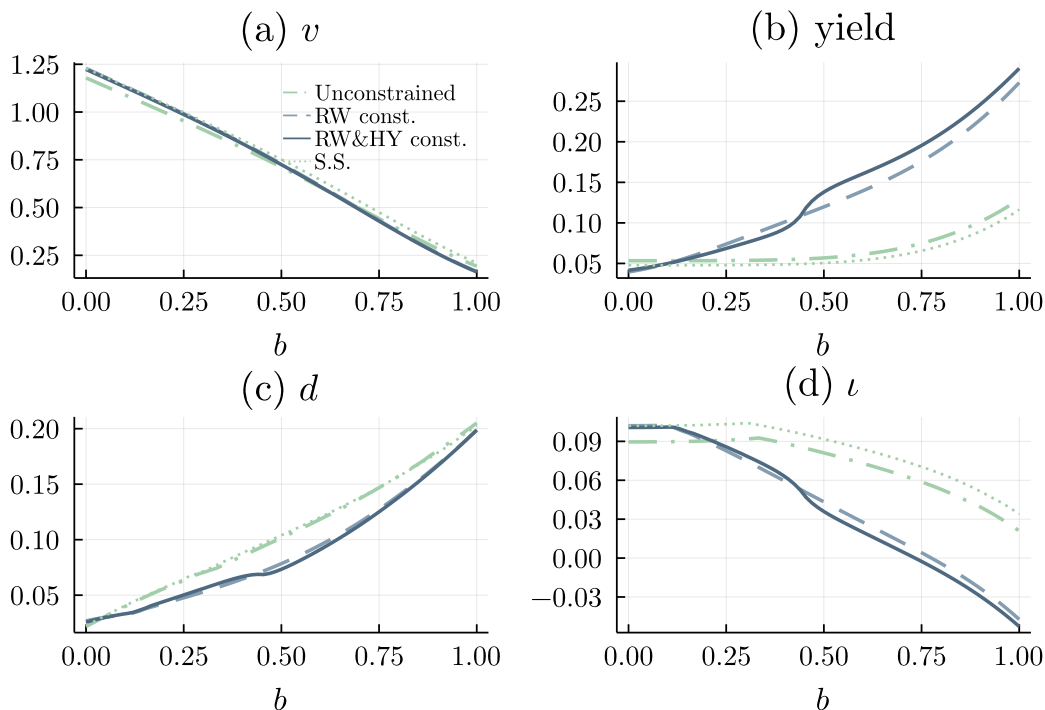 (a) v
1.25
1.00
0.75
0.50
0.25
Unconstrained
RW const.
RW&HY const.
S.S.
0.00 0.25 0.50 0.75 1.00
b
(b) yield
0.25
0.20
0.15
0.10
0.05
0.00 0.25 0.50 0.75 1.00
b
(c) d
0.20
0.15
0.10
0.05
0.00 0.25 0.50 0.75 1.00
b
(d) ι
0.09
0.06
0.03
0.00
−0.03
0.00 0.25 0.50 0.75 1.00
b